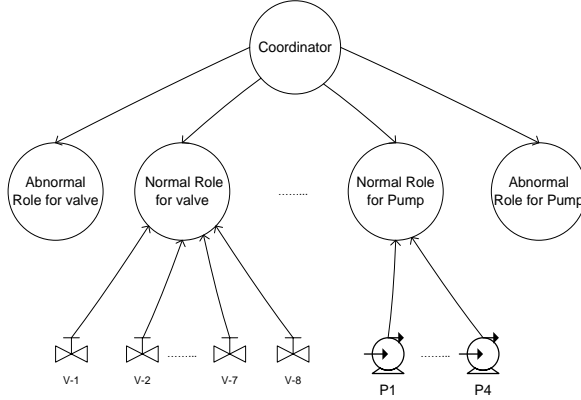 Coordinator
Abnormal
Role for valve
Normal Role
for valve
.........
Normal Role
for Pump
Abnormal
Role for Pump
V-1
V-2
.........
V-7
V-8
P1
.........
P4